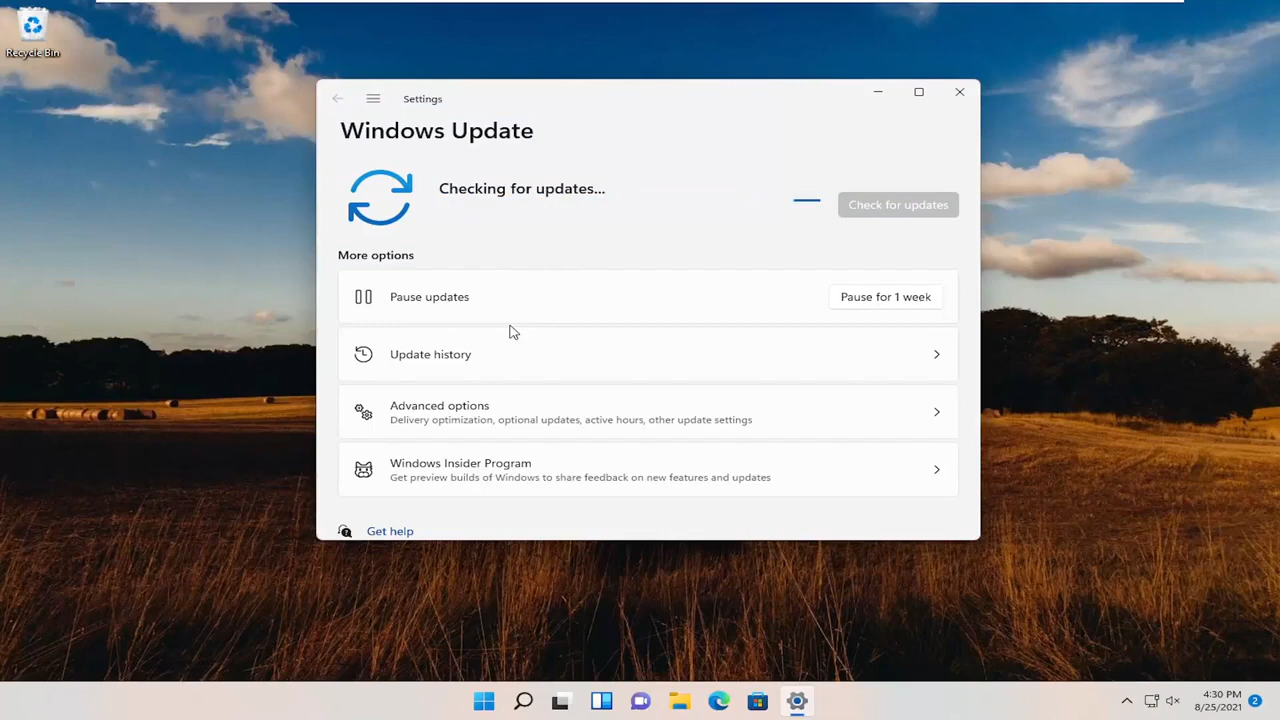 Recycle Bin
Settings
Windows Update
Checking for updates...
Check for updates
More options
Pause updates
Pause for 1 week
Update history
Advanced options
Delivery optimization, optional updates, active hours, other update settings
Windows Insider Program
Get preview builds of Windows to share feedback on new features and updates
Get help
4:30 PM
8/25/2021
2